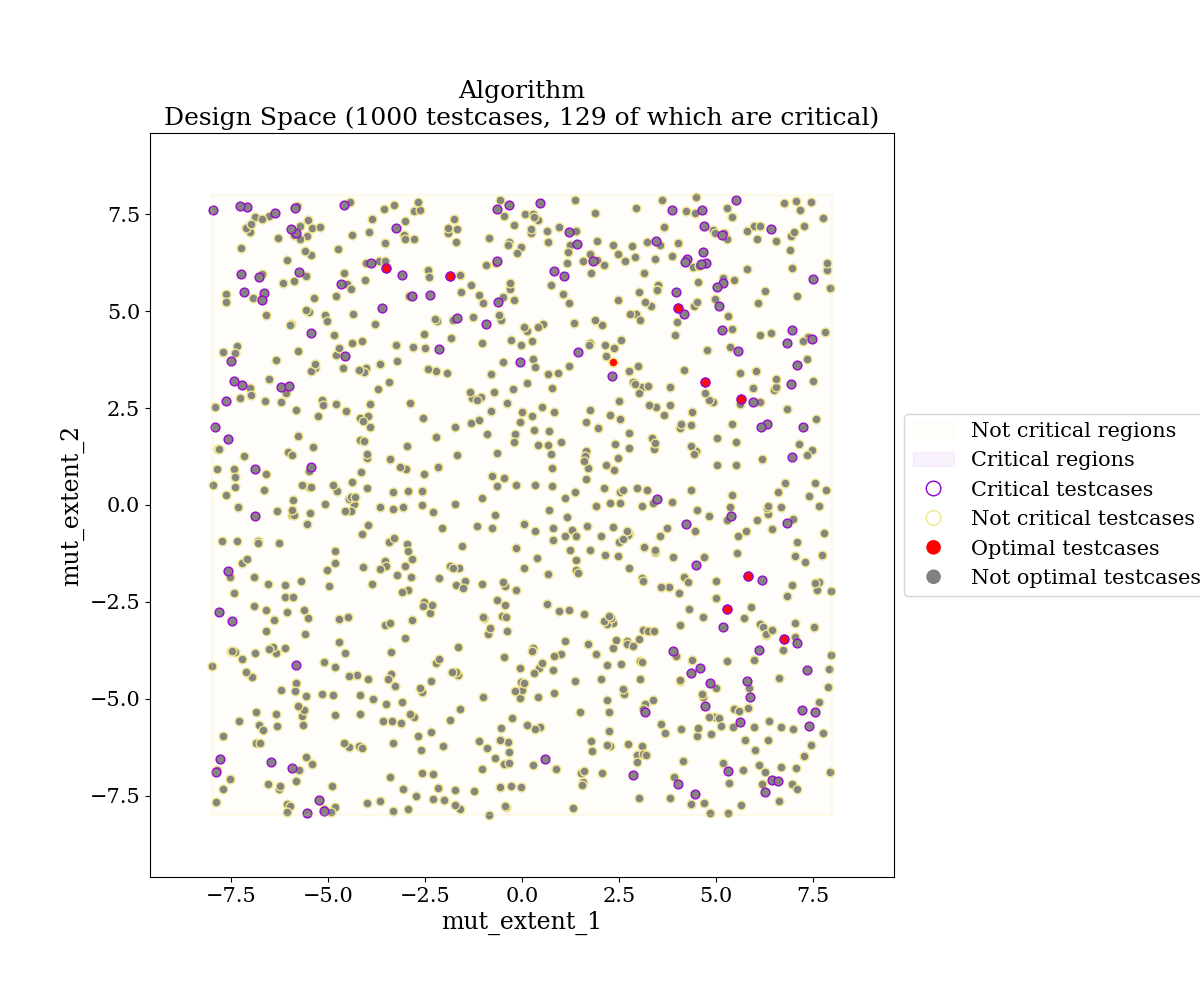 Algorithm
Design Space (1000 testcases, 129 of which are critical)
7.5
5.0
2.5
0.0
−2.5
−5.0
−7.5
mut_extent_2
−7.5 −5.0 −2.5 0.0 2.5 5.0 7.5
mut_extent_1
Not critical regions
Critical regions
Critical testcases
Not critical testcases
Optimal testcases
Not optimal testcases